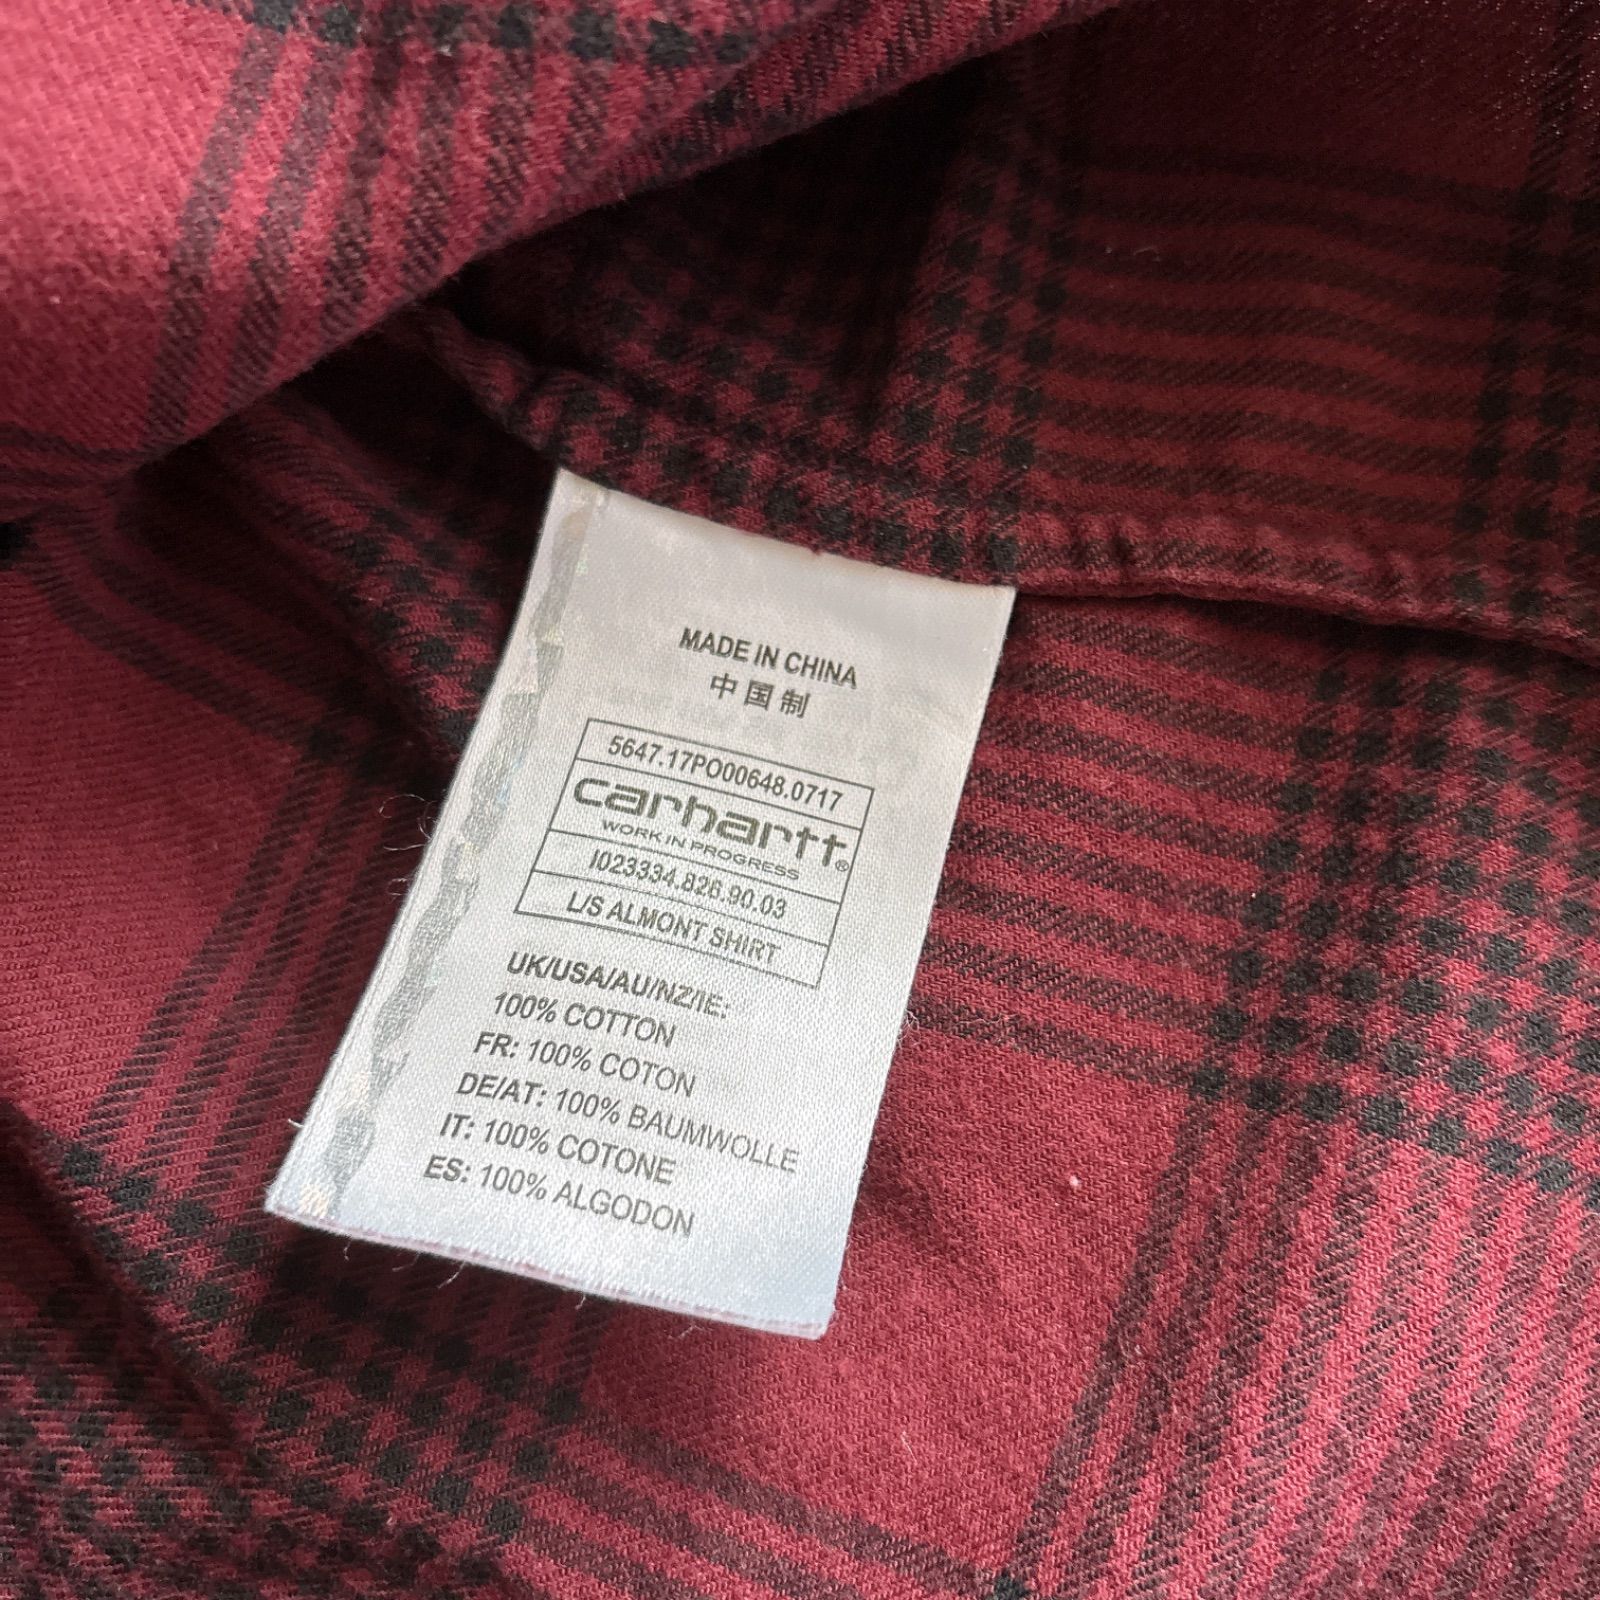 MADE IN CHINA
中国制
5647.17PO00648.0717
carhartt®
WORK IN PROGRESS
I023334.826.90.03
L/S ALMONT SHIRT
UK/USA/AU/NZ/IE:
100% COTTON
FR: 100% COTON
DE/AT: 100% BAUMWOLLE
IT: 100% COTONE
ES: 100% ALGODON